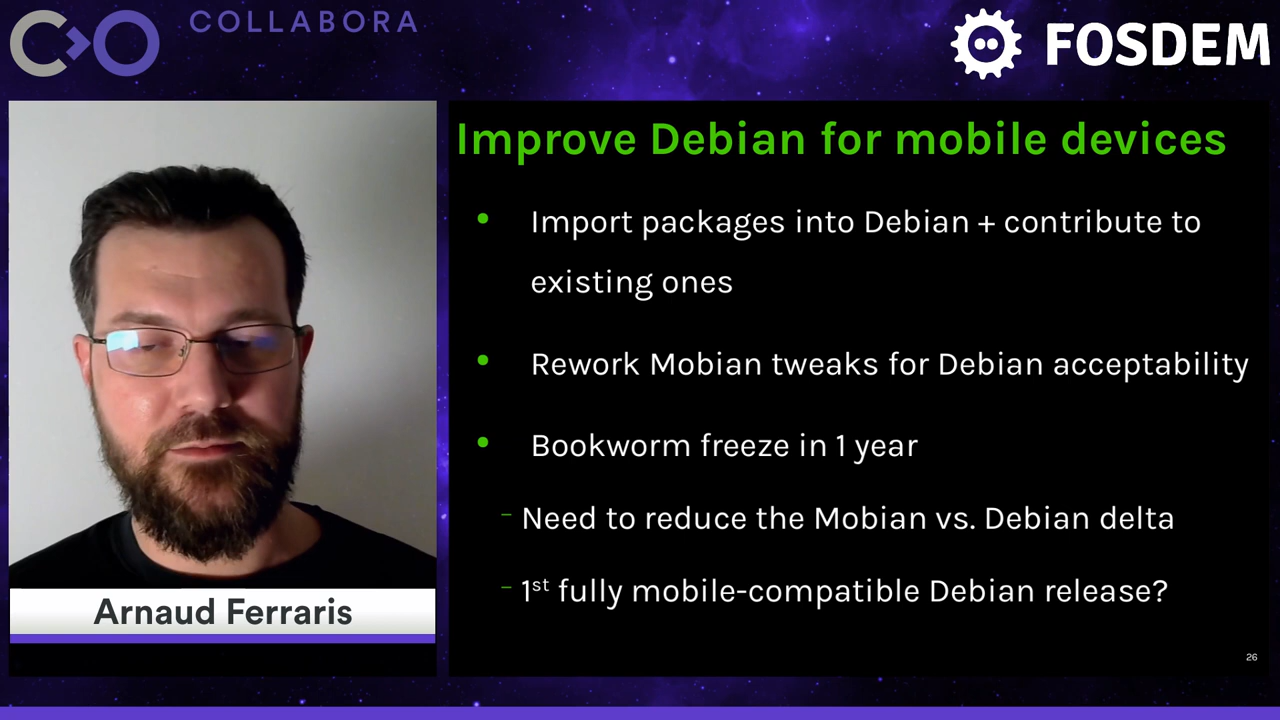 COLLABORA
FOSDEM
Improve Debian for mobile devices
Import packages into Debian + contribute to
existing ones
Rework Mobian tweaks for Debian acceptability
Bookworm freeze in 1 year
– Need to reduce the Mobian vs. Debian delta
– 1st fully mobile-compatible Debian release?
Arnaud Ferraris
26